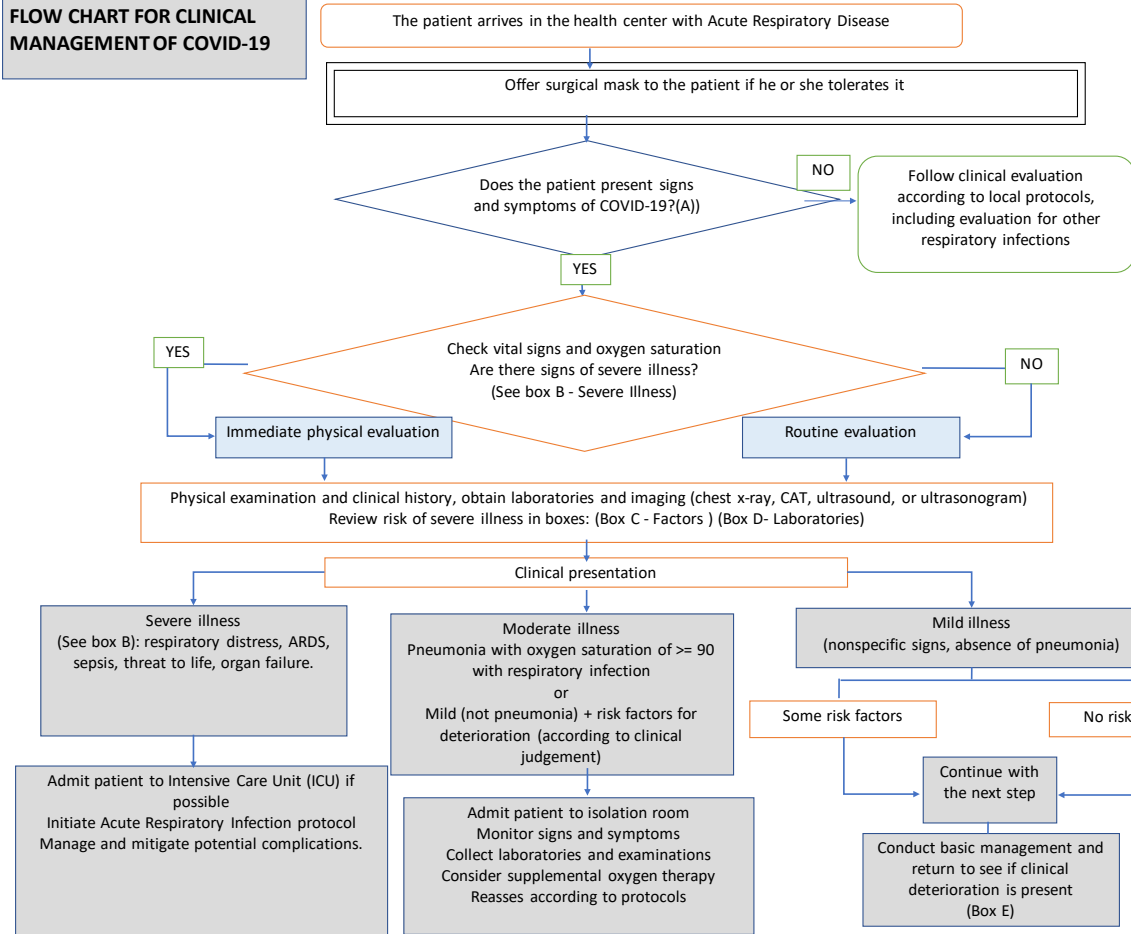 FLOW CHART FOR CLINICAL
MANAGEMENT OF COVID-19
The patient arrives in the health center with Acute Respiratory Disease
Offer surgical mask to the patient if he or she tolerates it
Does the patient present signs
and symptoms of COVID-19?(A))
NO
Follow clinical evaluation
according to local protocols,
including evaluation for other
respiratory infections
YES
Check vital signs and oxygen saturation
Are there signs of severe illness?
(See box B - Severe Illness)
YES
NO
Immediate physical evaluation
Routine evaluation
Physical examination and clinical history, obtain laboratories and imaging (chest x-ray, CAT, ultrasound, or ultrasonogram)
Review risk of severe illness in boxes: (Box C - Factors ) (Box D- Laboratories)
Clinical presentation
Severe illness
(See box B): respiratory distress, ARDS,
sepsis, threat to life, organ failure.
Admit patient to Intensive Care Unit (ICU) if
possible
Initiate Acute Respiratory Infection protocol
Manage and mitigate potential complications.
Moderate illness
Pneumonia with oxygen saturation of >= 90
with respiratory infection
or
Mild (not pneumonia) + risk factors for
deterioration (according to clinical
judgement)
Admit patient to isolation room
Monitor signs and symptoms
Collect laboratories and examinations
Consider supplemental oxygen therapy
Reasses according to protocols
Mild illness
(nonspecific signs, absence of pneumonia)
Some risk factors
No risk
Continue with
the next step
Conduct basic management and
return to see if clinical
deterioration is present
(Box E)